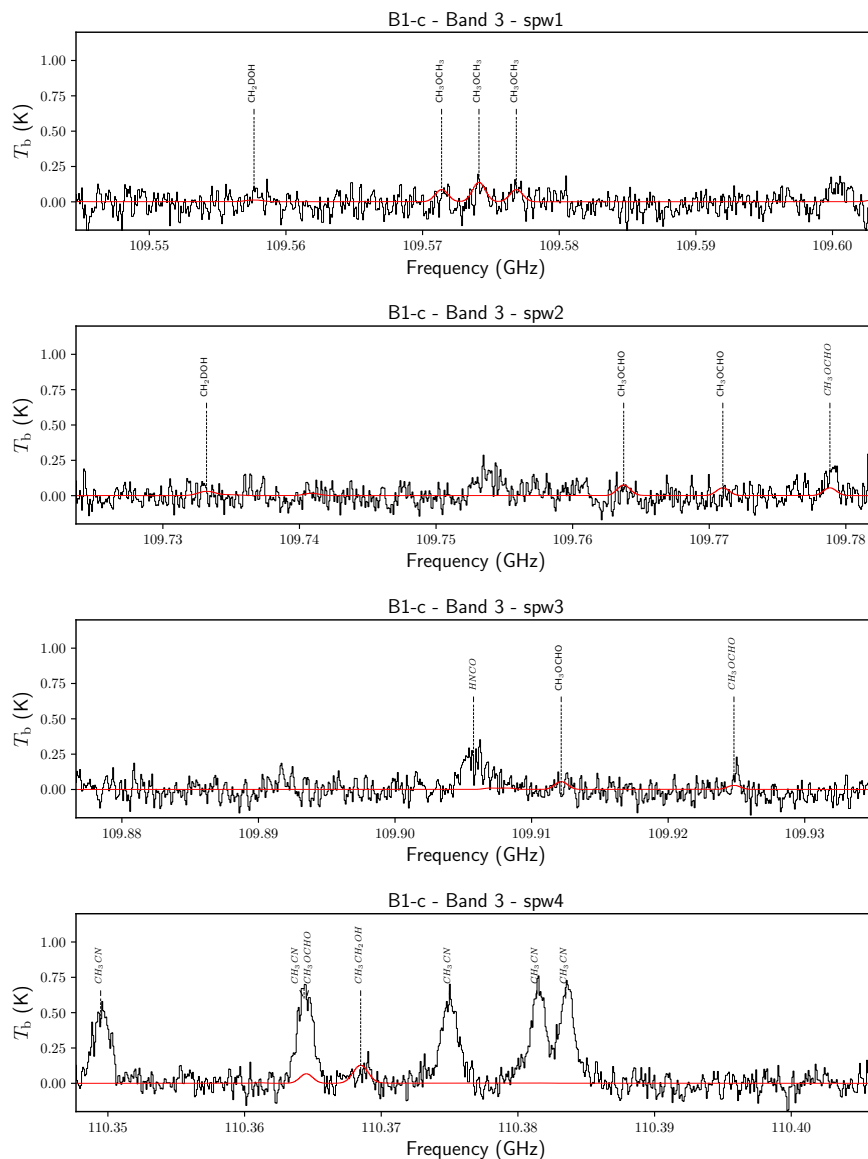 B1-c - Band 3 - spw1
CH₂DOH
CH₃OCH₃
CH₃OCH₃
CH₃OCH₃
1.00
0.75
0.50
0.25
0.00
T_b (K)
109.55 109.56 109.57 109.58 109.59 109.60
Frequency (GHz)
B1-c - Band 3 - spw2
CH₂DOH
CH₃OCHO
CH₃OCHO
CH₃OCHO
1.00
0.75
0.50
0.25
0.00
T_b (K)
109.73 109.74 109.75 109.76 109.77 109.78
Frequency (GHz)
B1-c - Band 3 - spw3
HNCO
CH₃OCHO
CH₃OCHO
1.00
0.75
0.50
0.25
0.00
T_b (K)
109.88 109.89 109.90 109.91 109.92 109.93
Frequency (GHz)
B1-c - Band 3 - spw4
CH₃CN
CH₃CN
CH₃OCHO
CH₃CH₂OH
CH₃CN
CH₃CN
CH₃CN
1.00
0.75
0.50
0.25
0.00
T_b (K)
110.35 110.36 110.37 110.38 110.39 110.40
Frequency (GHz)